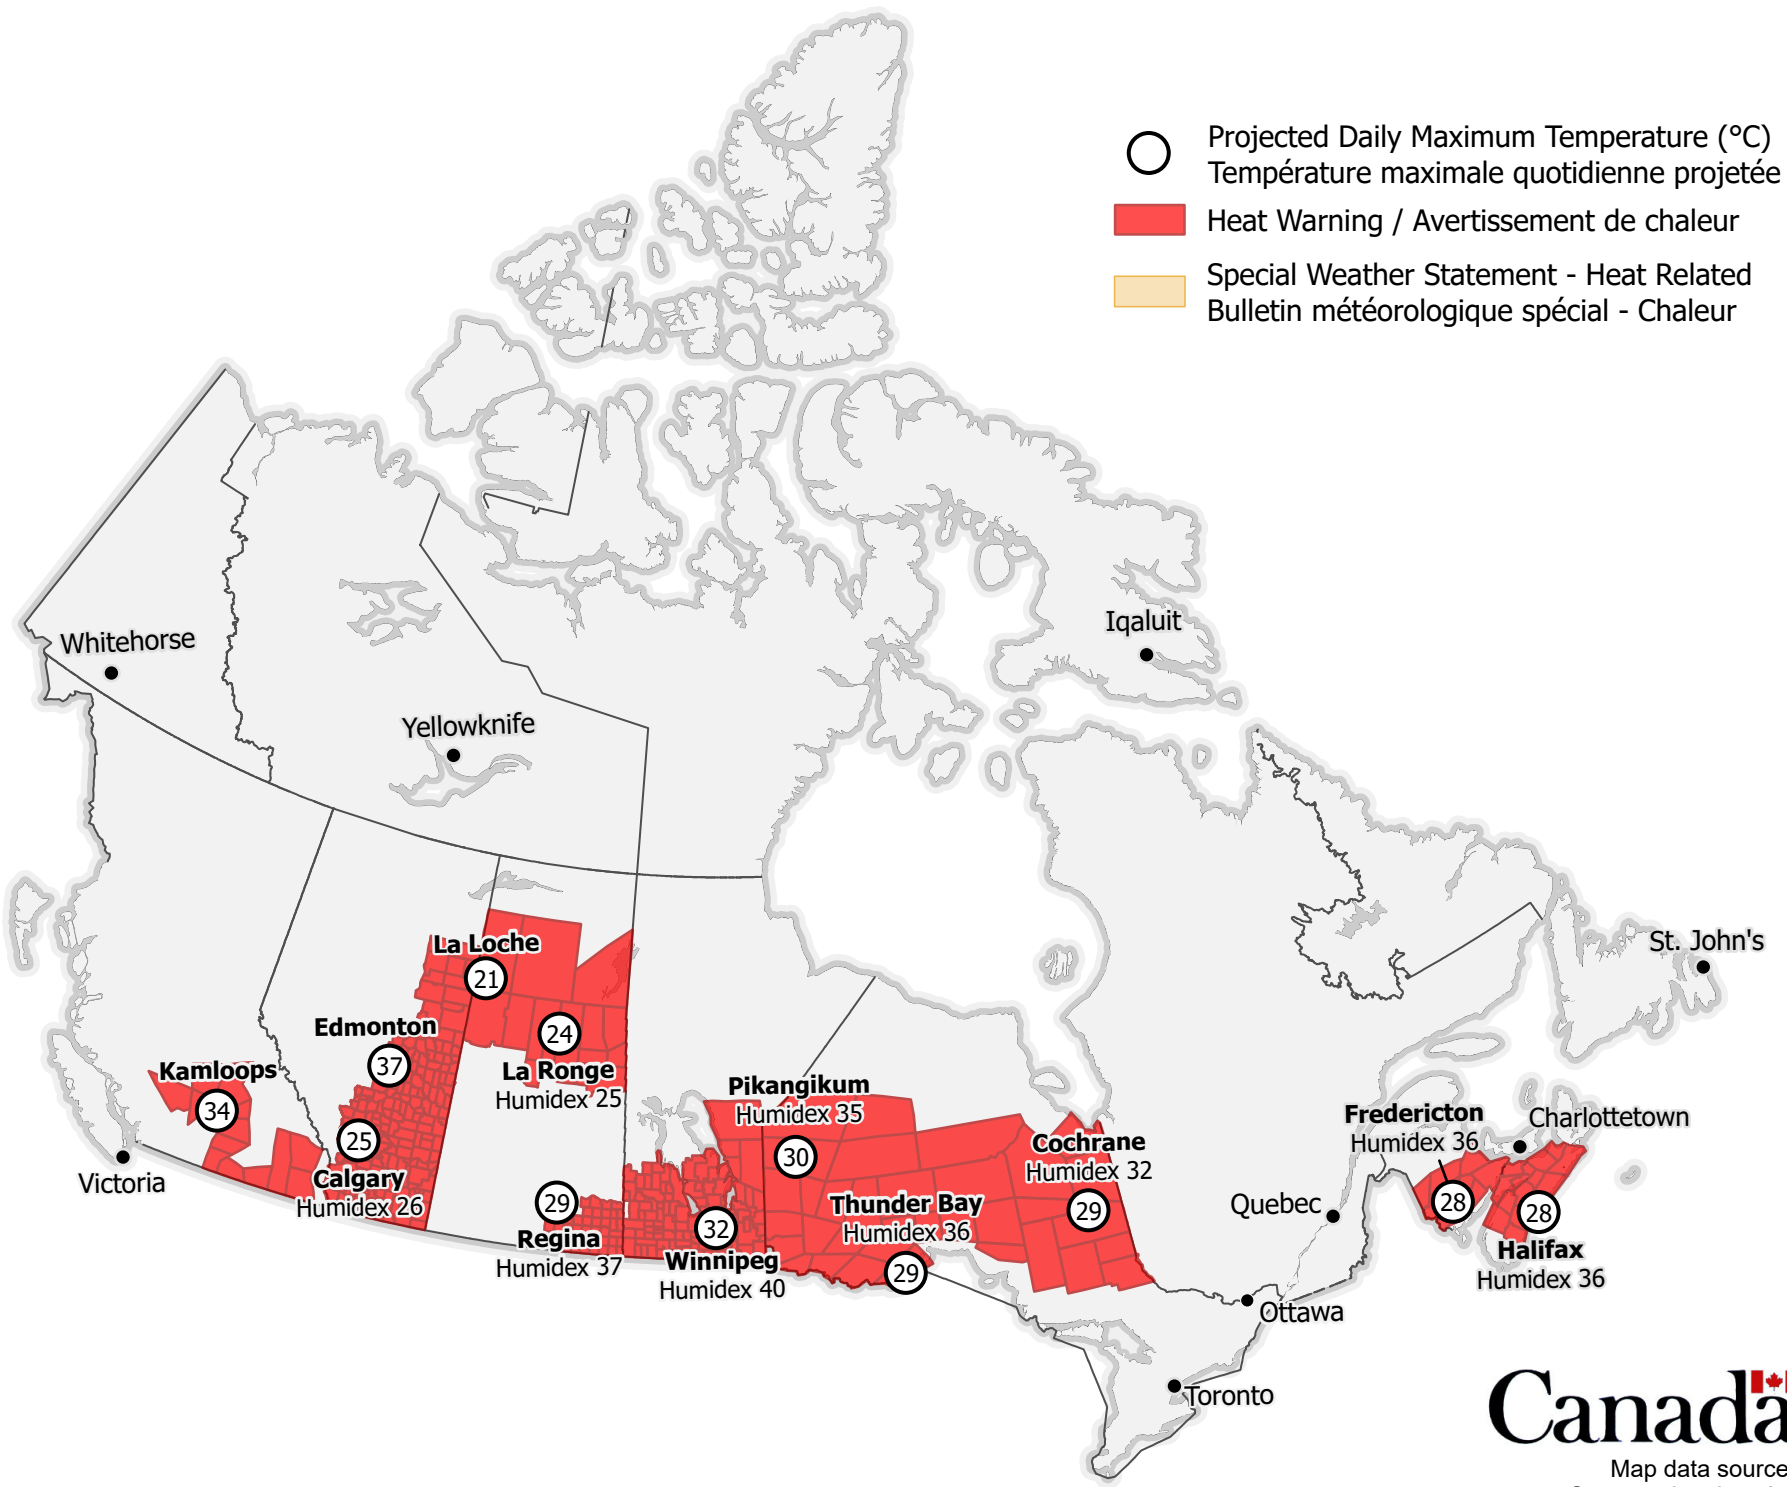 Projected Daily Maximum Temperature (°C)
Température maximale quotidienne projetée
Heat Warning / Avertissement de chaleur
Special Weather Statement - Heat Related
Bulletin météorologique spécial - Chaleur
Iqaluit
Whitehorse
Yellowknife
St. John's
La Loche
21
Edmonton
37
24
La Ronge
Humidex 25
Kamloops
34
Pikangikum
Humidex 35
30
Fredericton
Humidex 36
28
Charlottetown
25
Calgary
Humidex 26
Cochrane
Humidex 32
29
Victoria
29
Regina
Humidex 37
32
Winnipeg
Humidex 40
Thunder Bay
Humidex 36
29
Quebec
28
Halifax
Humidex 36
Ottawa
Toronto
Canada
Map data source